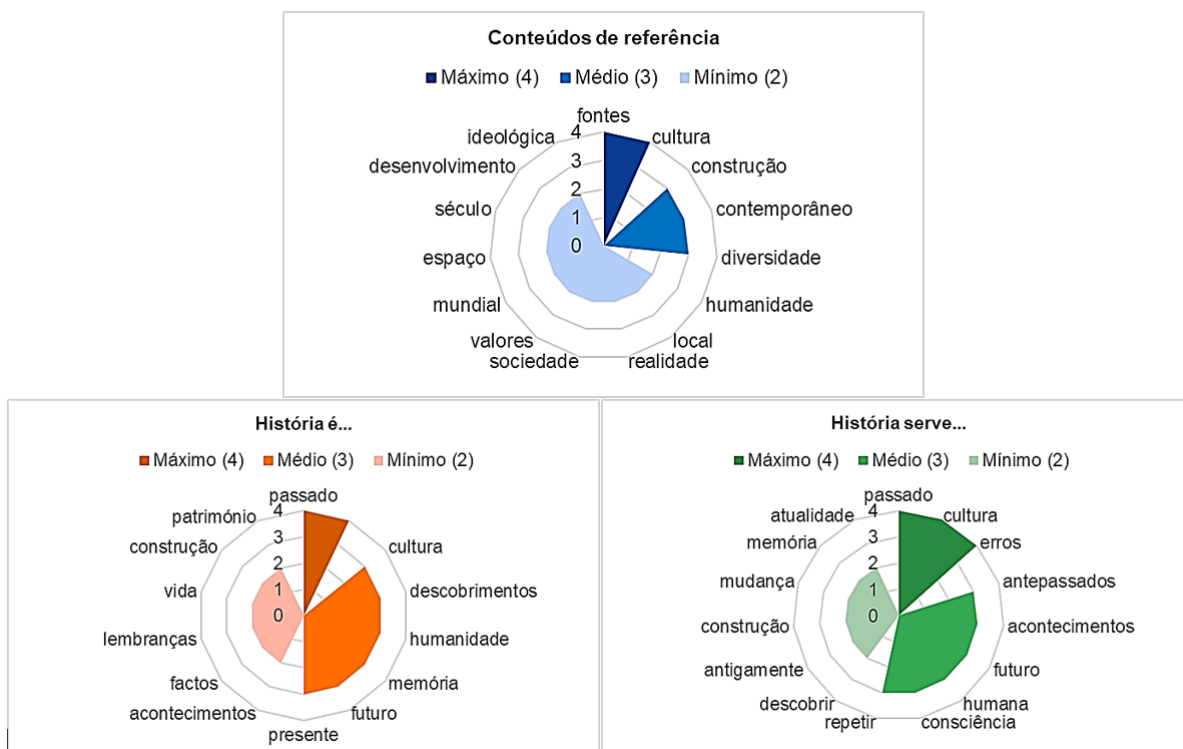 Conteúdos de referência
Máximo (4) Médio (3) Mínimo (2)
fontes
ideológica 4 cultura
desenvolvimento 3 construção
século 2 contemporâneo
1
espaço 0 diversidade
mundial humanidade
valores local
sociedade realidade
História é...
Máximo (4) Médio (3) Mínimo (2)
passado
património 4
construção 3 cultura
vida 2 descobrimentos
1
lembranças 0 humanidade
factos memória
acontecimentos futuro
presente
História serve...
Máximo (4) Médio (3) Mínimo (2)
passado
atualidade 4 cultura
memória 3 erros
mudança 2 antepassados
1
construção 0 acontecimentos
antigamente futuro
descobrir humana
repetir consciência